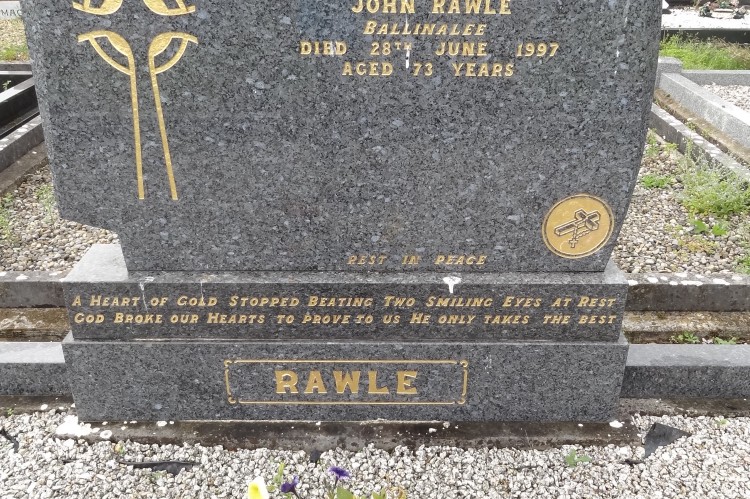 JOHN RAWLE
BALLINALEE
DIED 28TH JUNE 1997
AGED 73 YEARS
REST IN PEACE
A HEART OF GOLD STOPPED BEATING TWO SMILING EYES AT REST
GOD BROKE OUR HEARTS TO PROVE TO US HE ONLY TAKES THE BEST
RAWLE